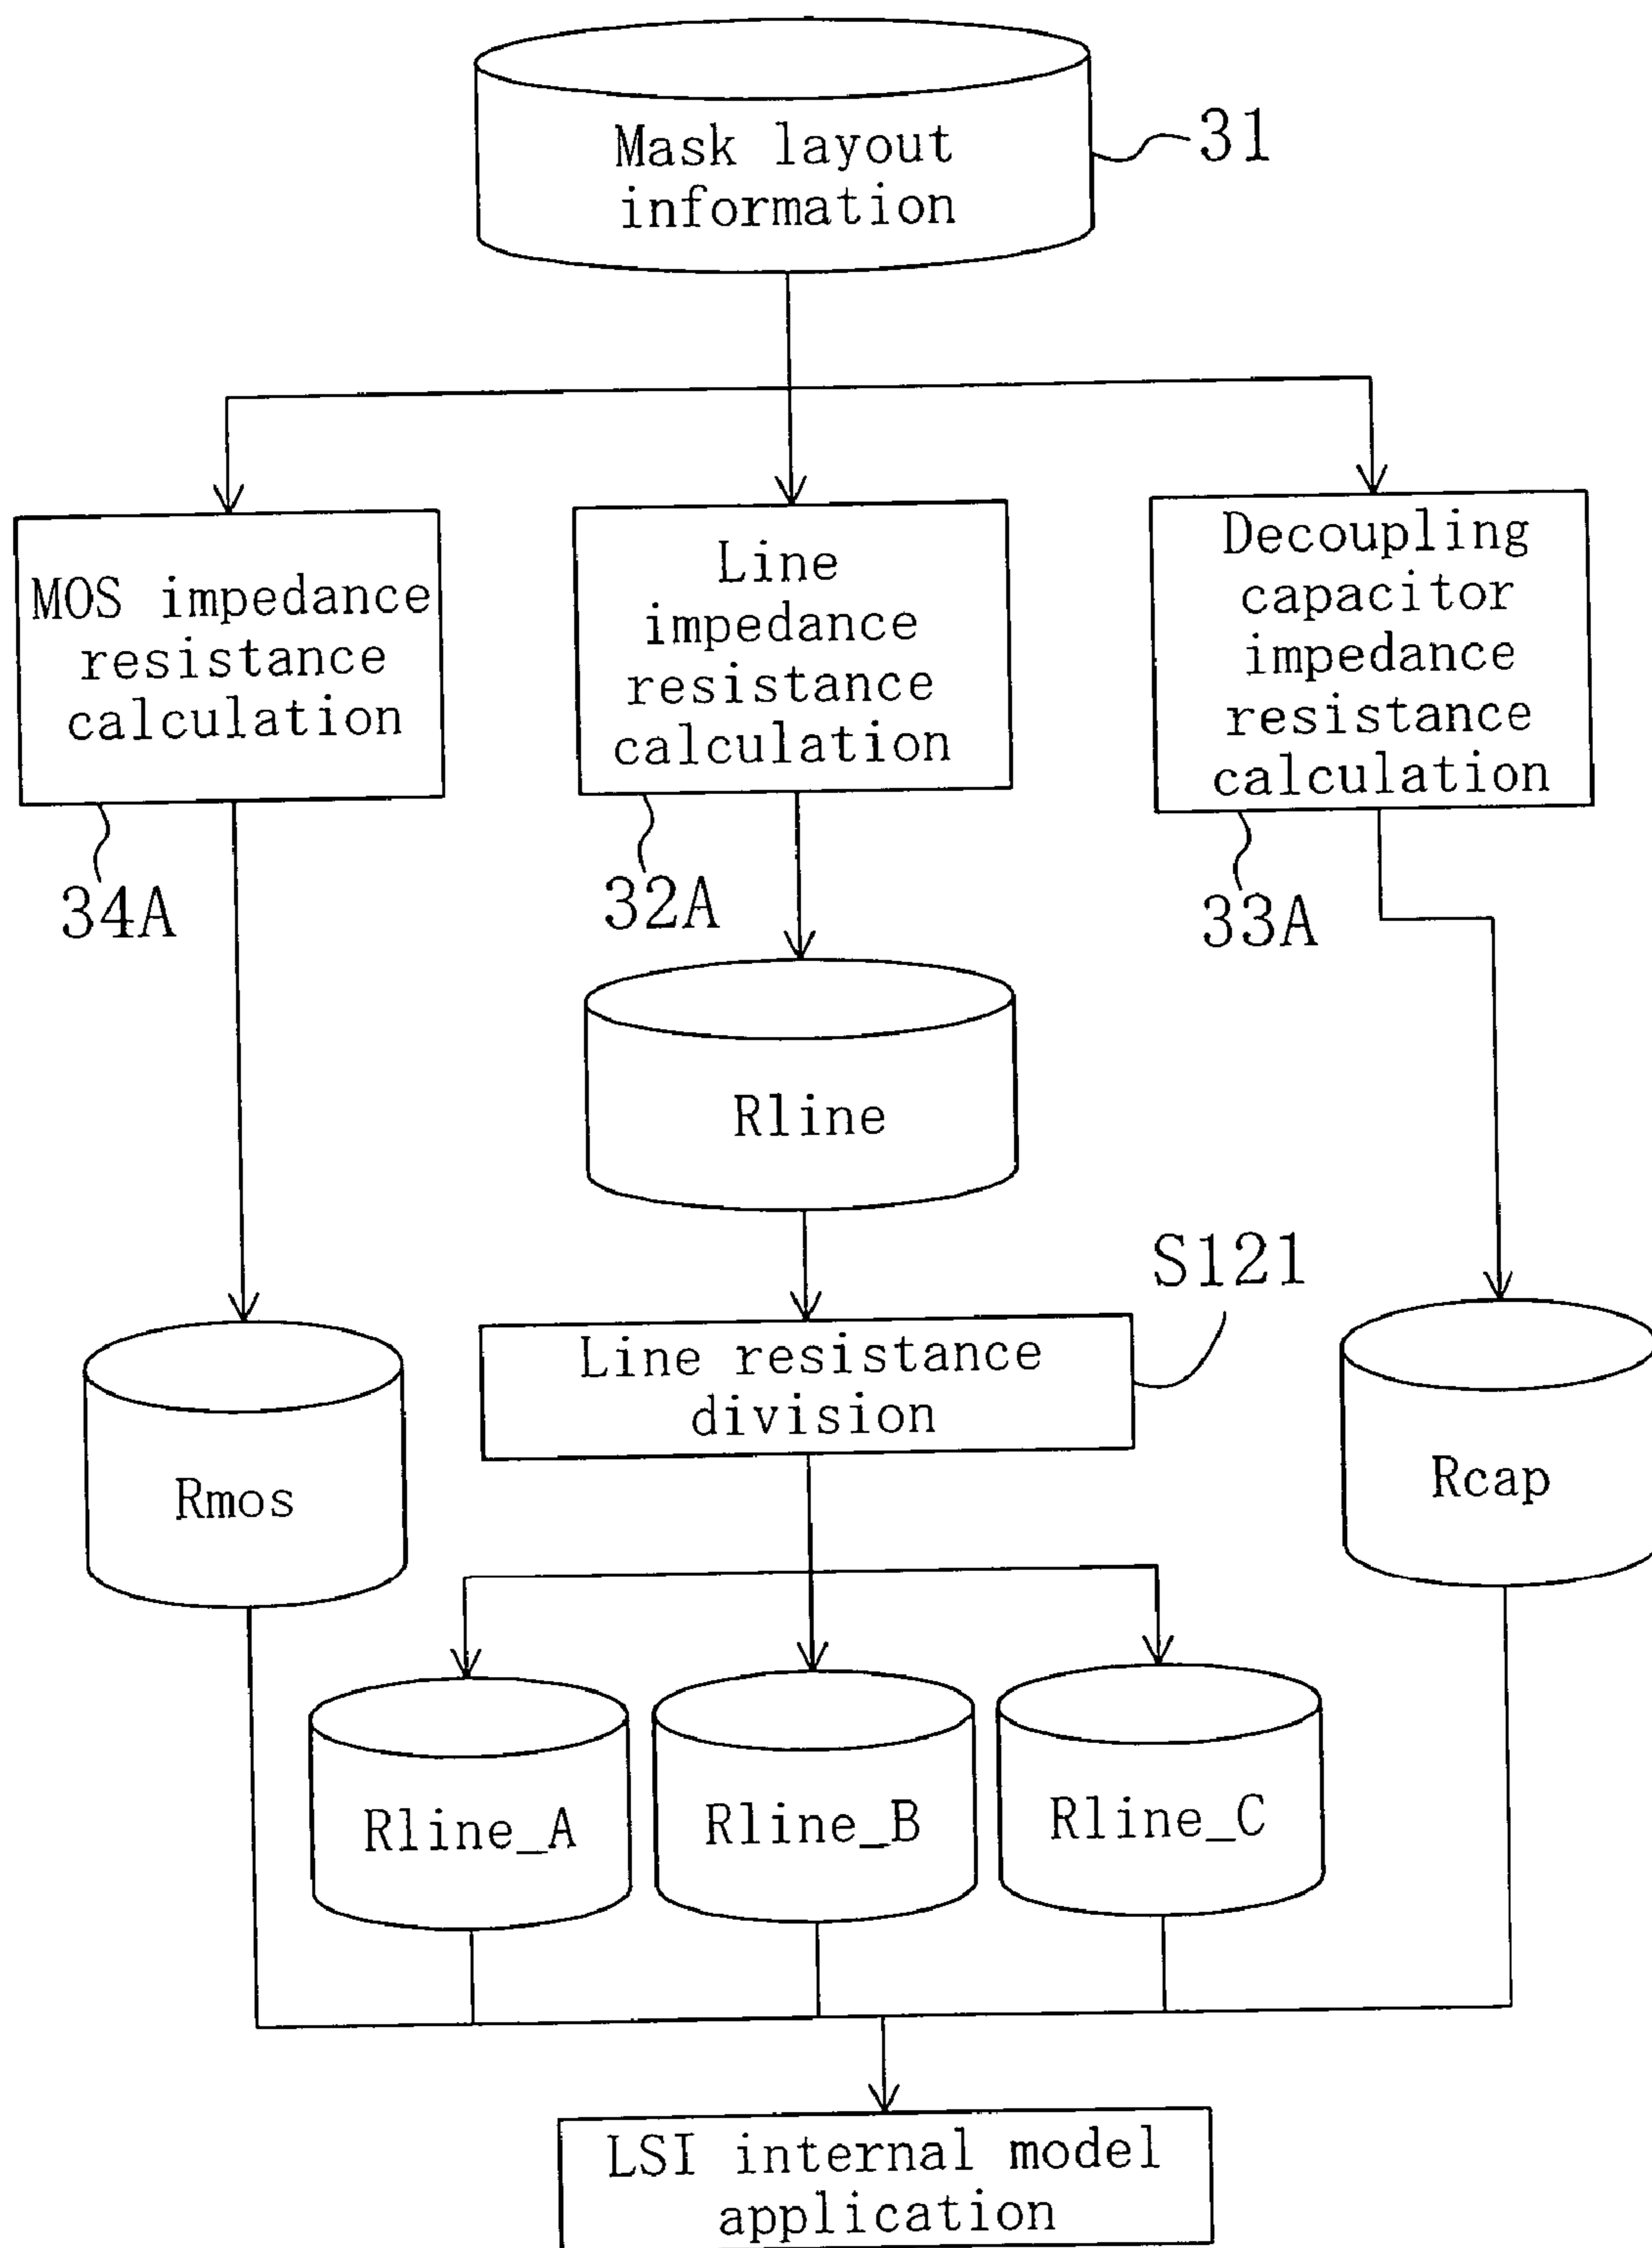 Mask layout
information
31
MOS impedance
resistance
calculation
34A
Line
impedance
resistance
calculation
32A
Decoupling
capacitor
impedance
resistance
calculation
33A
Rline
S121
Line resistance
division
Rmos
Rcap
Rline_A
Rline_B
Rline_C
LSI internal model
application